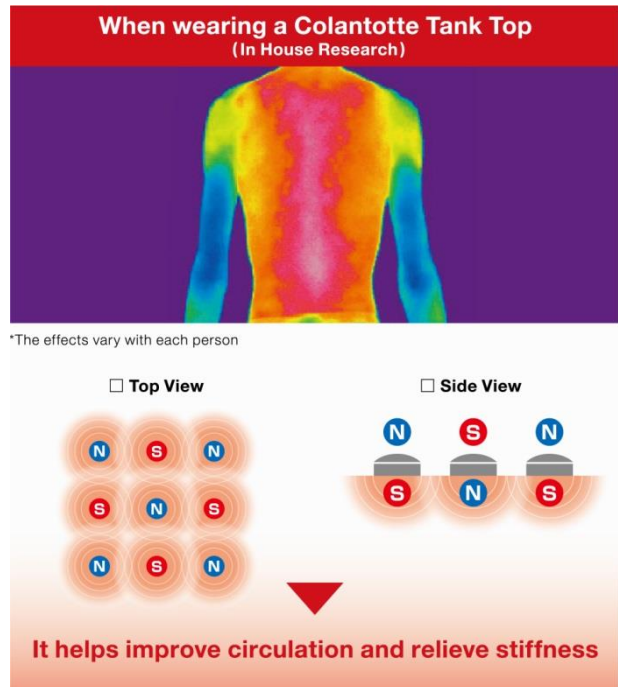 When wearing a Colantotte Tank Top
(In House Research)
*The effects vary with each person
□ Top View
□ Side View
N S N
N S N
S N S
S N S
N S N
It helps improve circulation and relieve stiffness